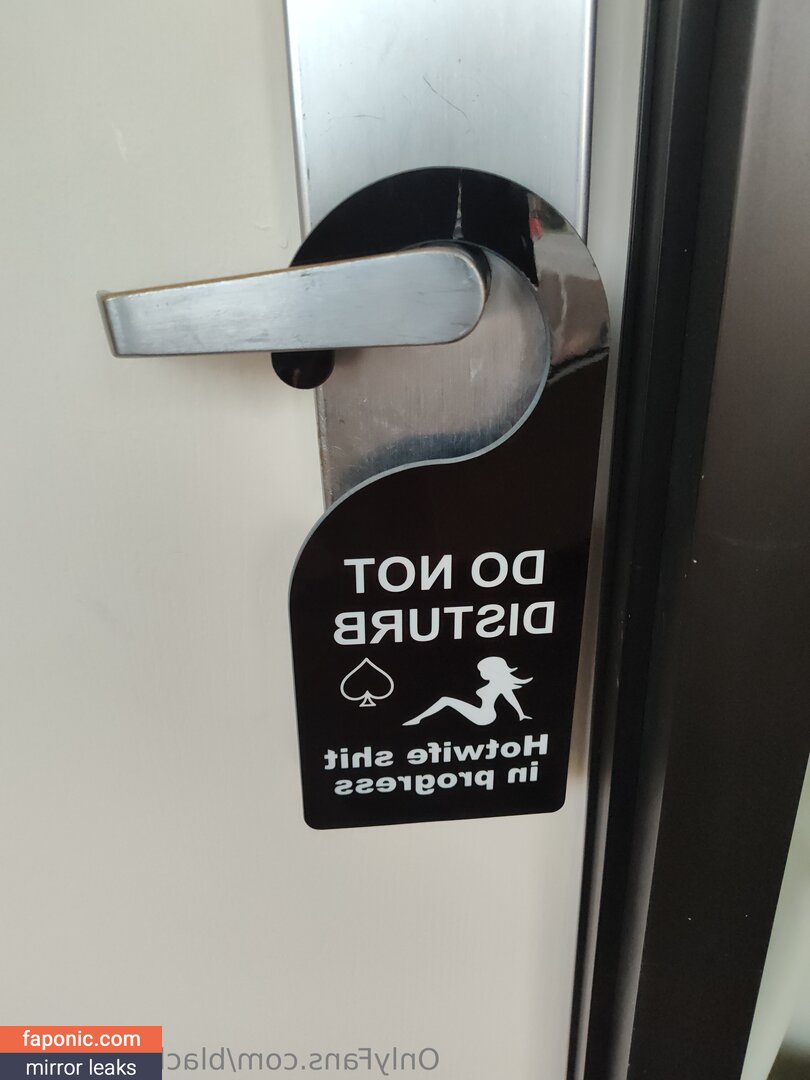 DO NOT
DISTURB
Hotwife shit
in progress
faponic.com
mirror leaks
OnlyFans.com/blac